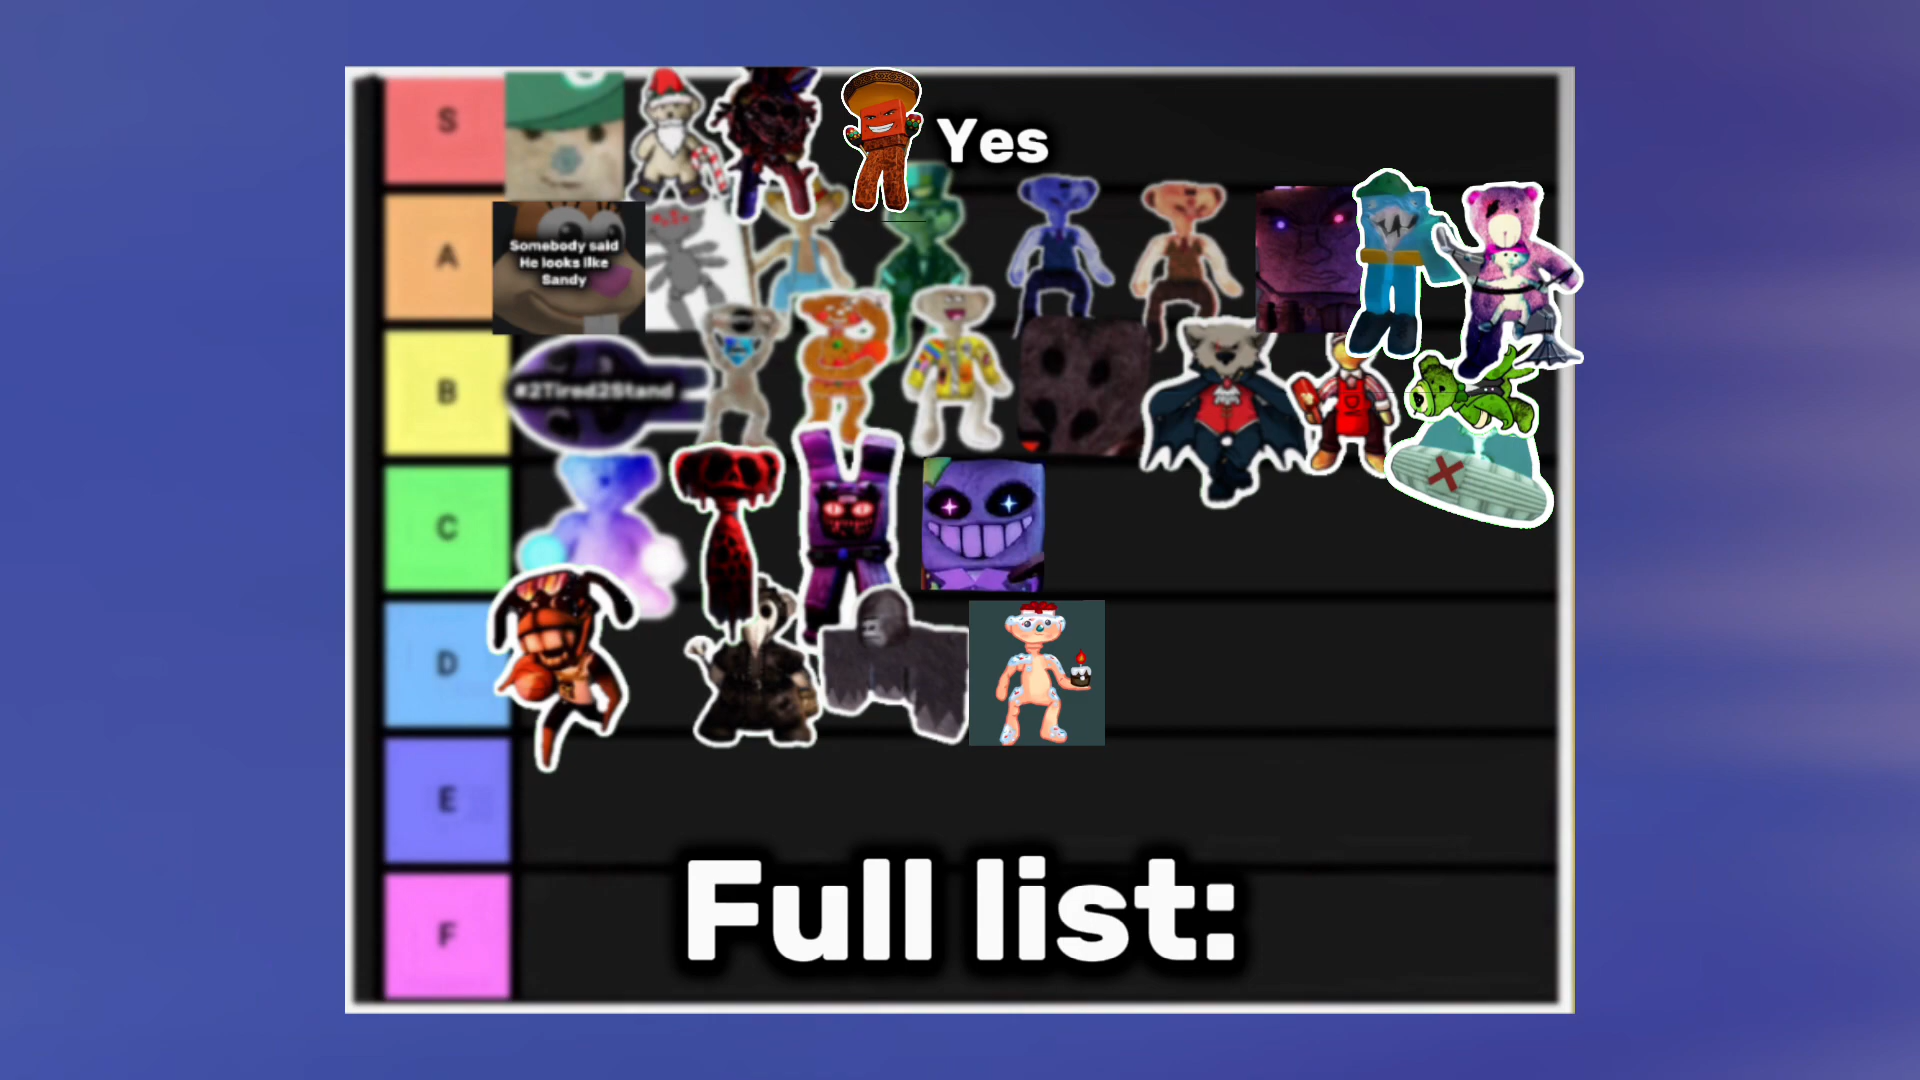 S
Yes
A
Somebody said
He looks like
Sandy
B
#2Tired2Stand
C
D
E
F
Full list: